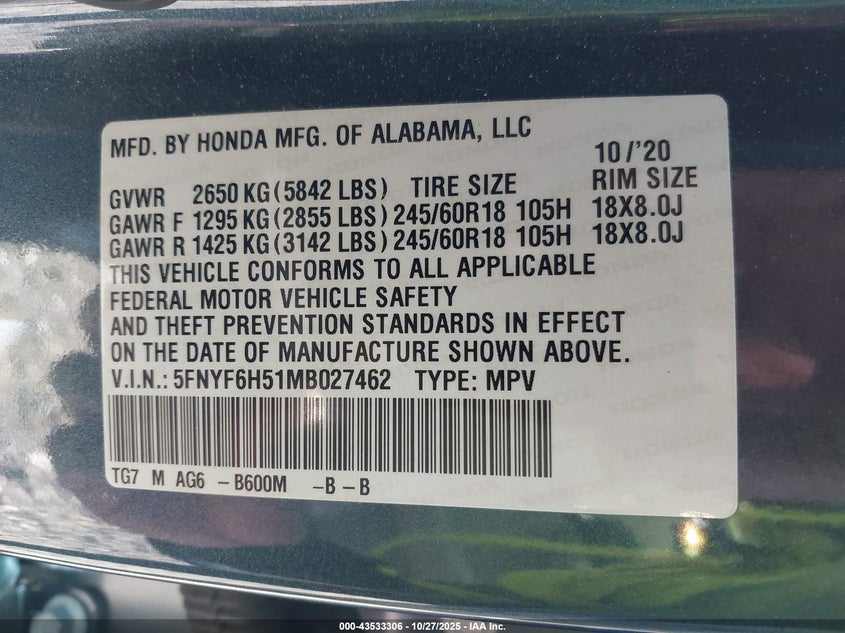 MFD. BY HONDA MFG. OF ALABAMA, LLC
10/'20
GVWR 2650 KG (5842 LBS) TIRE SIZE RIM SIZE
GAWR F 1295 KG (2855 LBS) 245/60R18 105H 18X8.0J
GAWR R 1425 KG (3142 LBS) 245/60R18 105H 18X8.0J
THIS VEHICLE CONFORMS TO ALL APPLICABLE
FEDERAL MOTOR VEHICLE SAFETY
AND THEFT PREVENTION STANDARDS IN EFFECT
ON THE DATE OF MANUFACTURE SHOWN ABOVE.
V.I.N.: 5FNYF6H51MB027462 TYPE: MPV
TG7 M AG6 -B600M -B-B
000-43533306 - 10/27/2025 - IAA Inc.